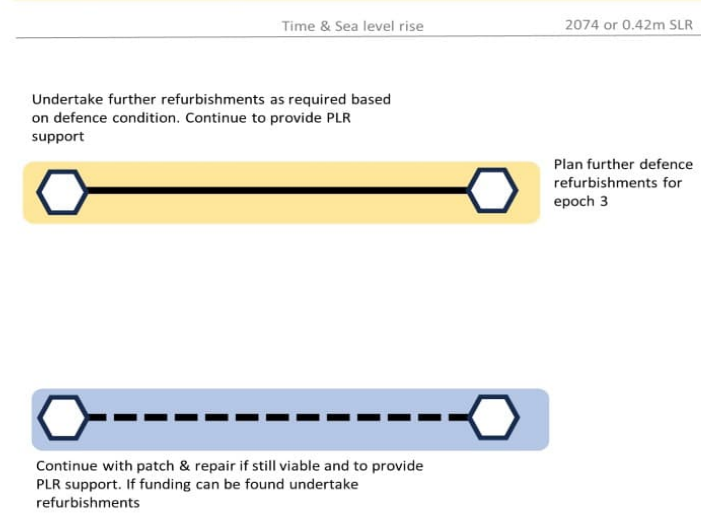 Time & Sea level rise
2074 or 0.42m SLR
Undertake further refurbishments as required based
on defence condition. Continue to provide PLR
support
Plan further defence
refurbishments for
epoch 3
Continue with patch & repair if still viable and to provide
PLR support. If funding can be found undertake
refurbishments